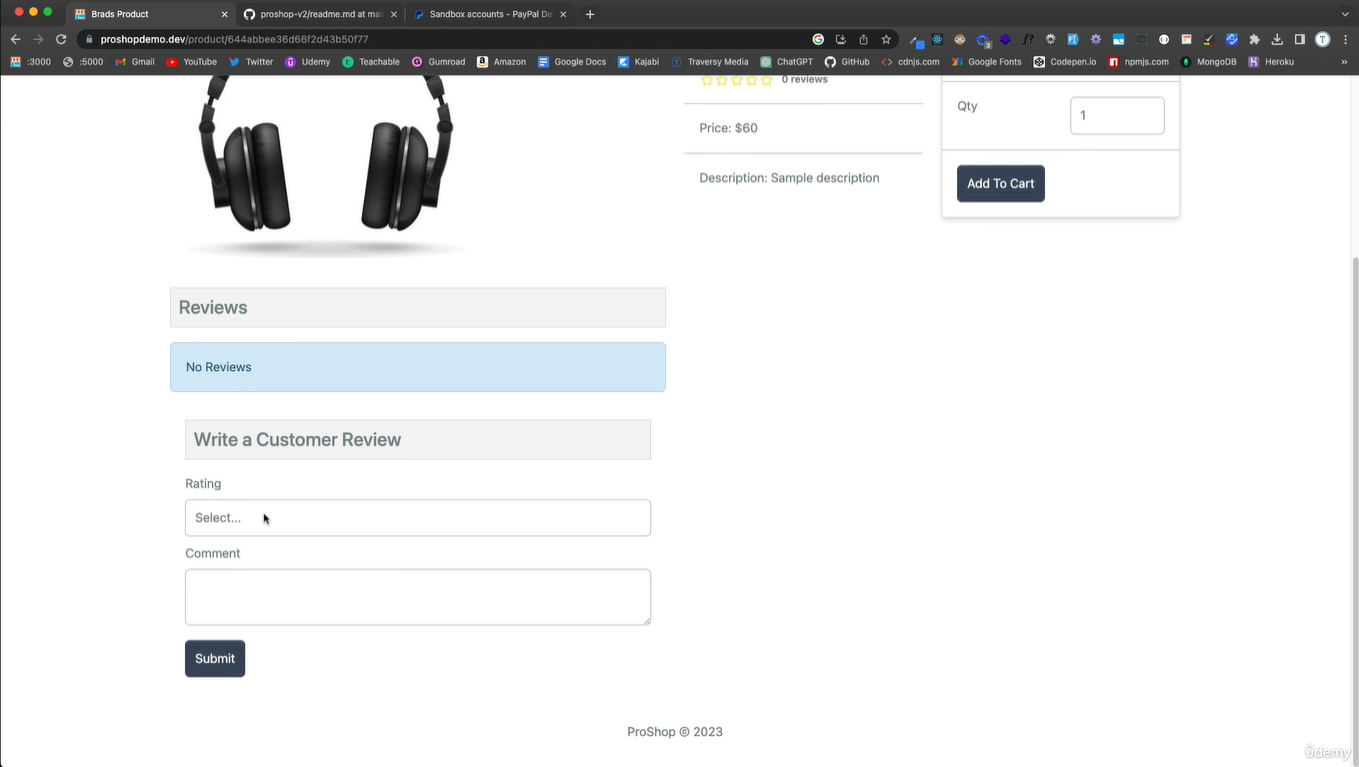 Brads Product
proshop-v2/readme.md at mai
Sandbox accounts - PayPal De
proshopdemo.dev/product/644abbee36d66f2d43b50f77
:3000
:5000
Gmail
YouTube
Twitter
Udemy
Teachable
Gumroad
Amazon
Google Docs
Kajabi
Traversy Media
ChatGPT
GitHub
cdnjs.com
Google Fonts
Codepen.io
npmjs.com
MongoDB
Heroku
»
0 reviews
Price: $60
Description: Sample description
Qty
1
Add To Cart
Reviews
No Reviews
Write a Customer Review
Rating
Select...
Comment
Submit
ProShop © 2023
ûdemy